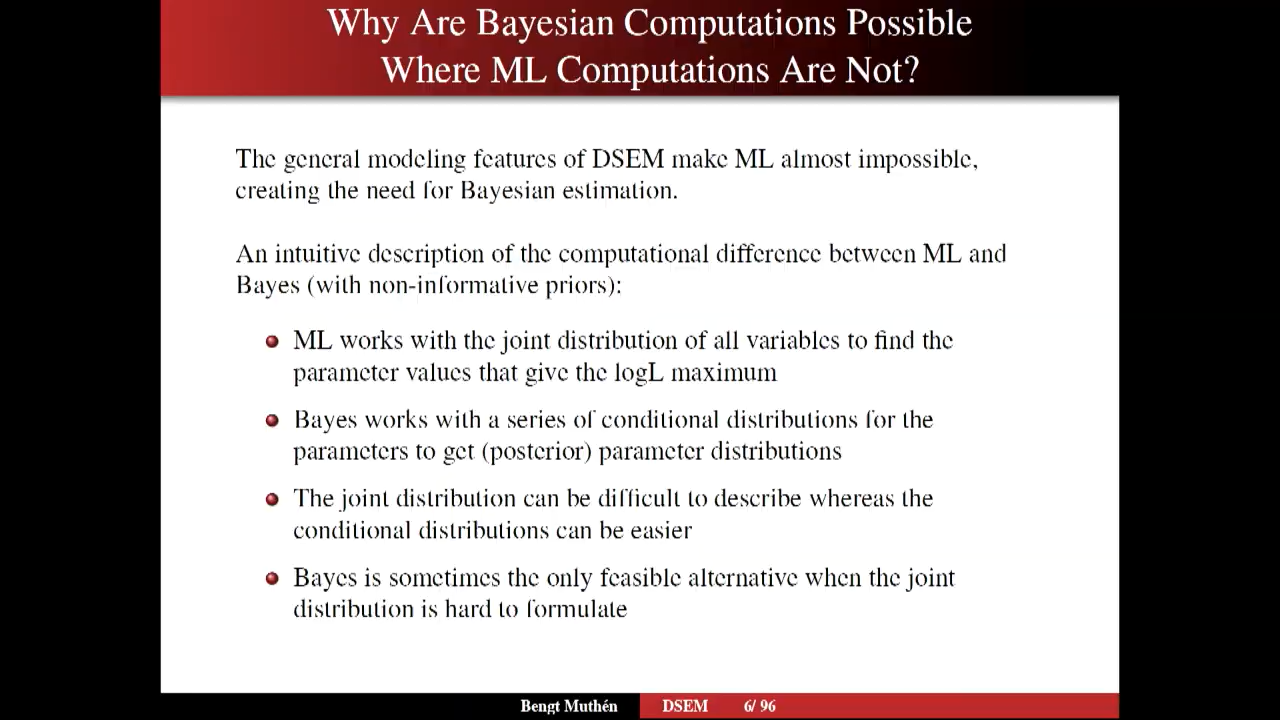 Why Are Bayesian Computations Possible
Where ML Computations Are Not?
The general modeling features of DSEM make ML almost impossible,
creating the need for Bayesian estimation.
An intuitive description of the computational difference between ML and
Bayes (with non-informative priors):
ML works with the joint distribution of all variables to find the
parameter values that give the logL maximum
Bayes works with a series of conditional distributions for the
parameters to get (posterior) parameter distributions
The joint distribution can be difficult to describe whereas the
conditional distributions can be easier
Bayes is sometimes the only feasible alternative when the joint
distribution is hard to formulate
Bengt Muthén DSEM 6/ 96